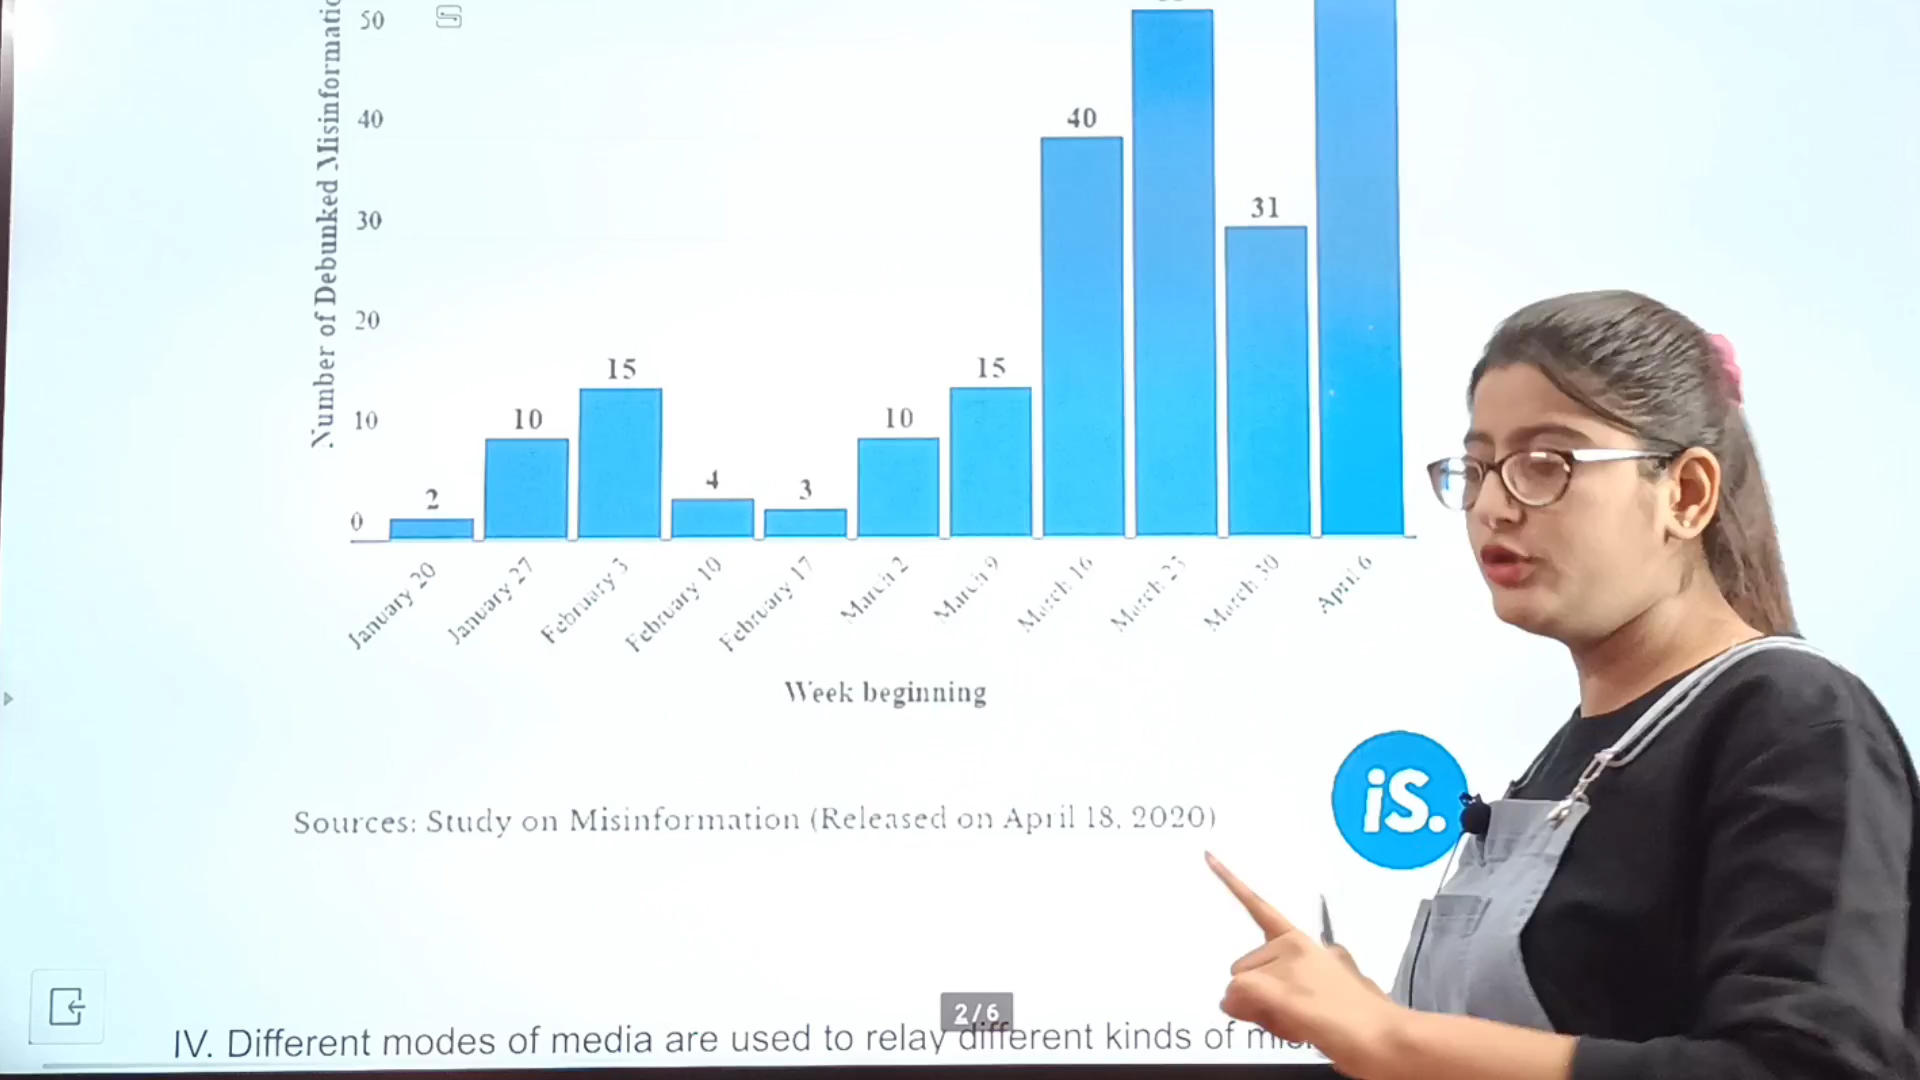 Number of Debunked Misinformatio
50
40
30
20
10
0
2
10
15
4
3
10
15
40
31
January 20
January 27
February 3
February 10
February 17
March 2
March 9
March 16
March 23
March 30
April 6
Week beginning
Sources: Study on Misinformation (Released on April 18, 2020)
iS.
2/6
IV. Different modes of media are used to relay different kinds of